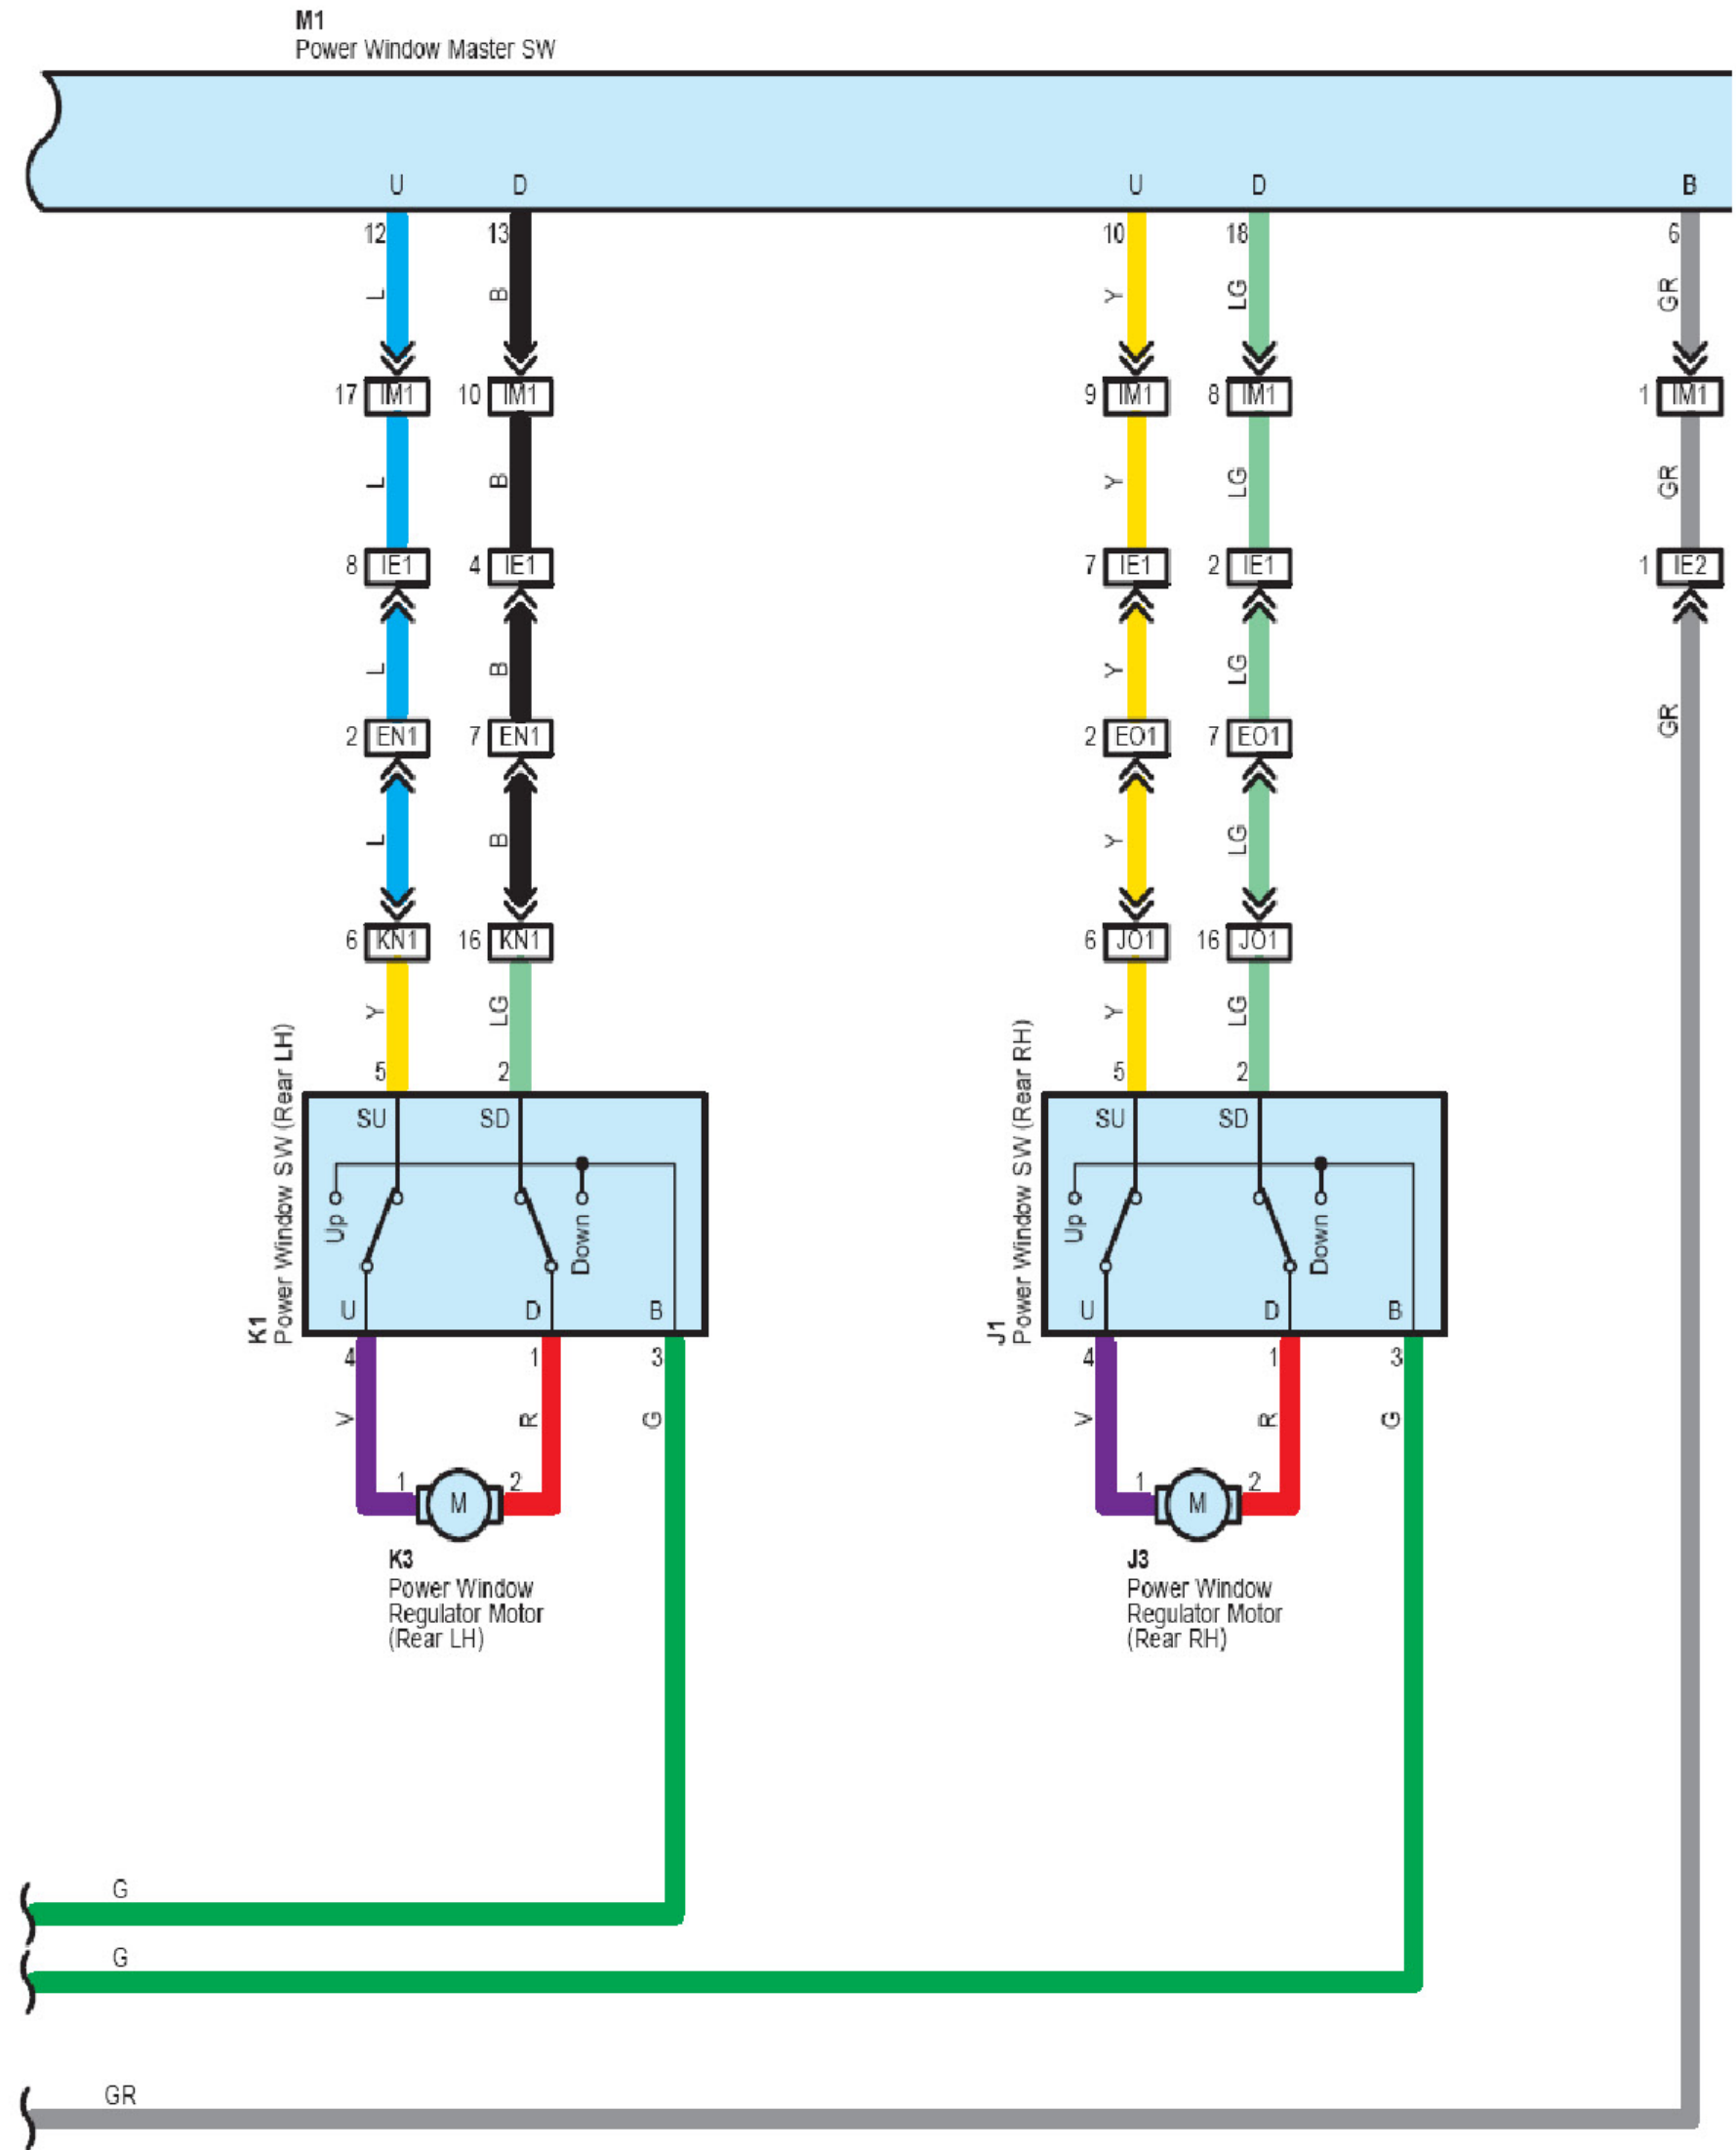 M1
Power Window Master SW
U D U D B
12 13 10 18 6
L B Y LG GR
17 IM1 10 IM1 9 IM1 8 IM1 1 IM1
L B Y LG GR
8 IE1 4 IE1 7 IE1 2 IE1 1 IE2
L B Y LG GR
2 EN1 7 EN1 2 EO1 7 EO1
L B Y LG
6 KN1 16 KN1 6 JO1 16 JO1
Y LG Y LG
5 2 5 2
K1
Power Window SW (Rear LH)
SU SD
Up Down
U D B
J1
Power Window SW (Rear RH)
SU SD
Up Down
U D B
4 1 3 4 1 3
V R G V R G
1 M 2 1 M 2
K3
Power Window
Regulator Motor
(Rear LH)
J3
Power Window
Regulator Motor
(Rear RH)
G
G
GR